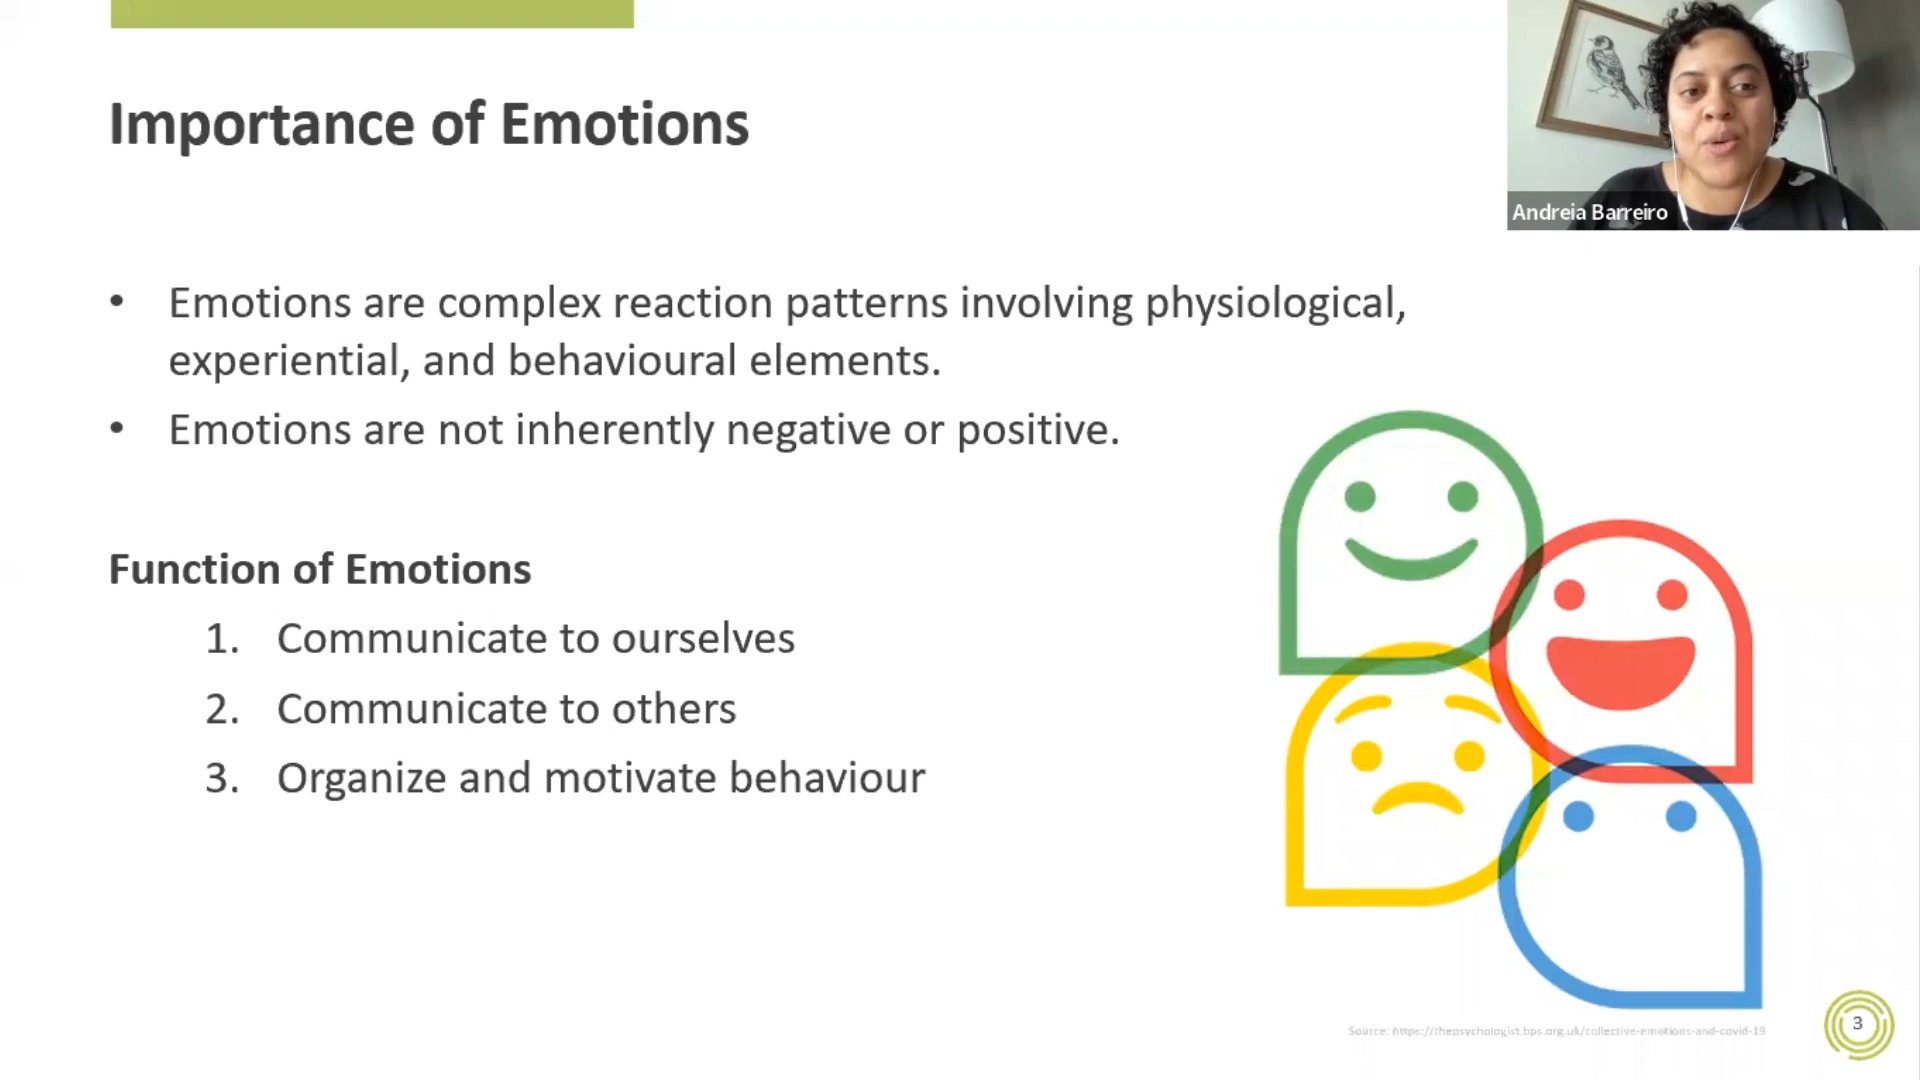 Importance of Emotions
Andreia Barreiro
• Emotions are complex reaction patterns involving physiological,
experiential, and behavioural elements.
• Emotions are not inherently negative or positive.
Function of Emotions
1. Communicate to ourselves
2. Communicate to others
3. Organize and motivate behaviour
Source: https://thepsychologist.bps.org.uk/collective-emotions-and-covid-19
3